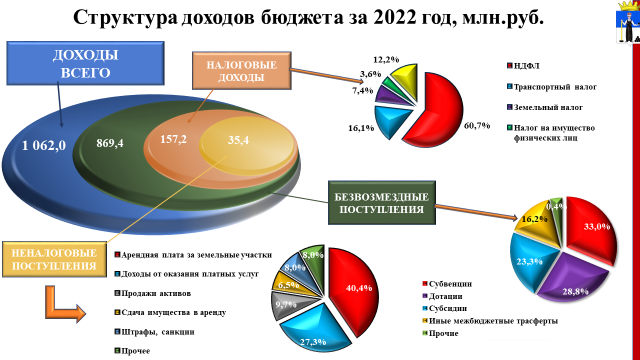 Структура доходов бюджета за 2022 год, млн.руб.
ДОХОДЫ
ВСЕГО
НАЛОГОВЫЕ
ДОХОДЫ
1 062,0
869,4
157,2
35,4
12,2%
3,6%
7,4%
16,1%
60,7%
НДФЛ
Транспортный налог
Земельный налог
Налог на имущество
физических лиц
БЕЗВОЗМЕЗДНЫЕ
ПОСТУПЛЕНИЯ
16,2%
0,4%
33,0%
23,3%
28,8%
Субвенции
Дотации
Субсидии
Иные межбюджетные трасферты
Прочие
НЕНАЛОГОВЫЕ
ПОСТУПЛЕНИЯ
Арендная плата за земельные участки
Доходы от оказания платных услуг
Продажи активов
Сдача имущества в аренду
Штрафы, санкции
Прочее
8,0%
8,0%
6,5%
9,7%
27,3%
40,4%